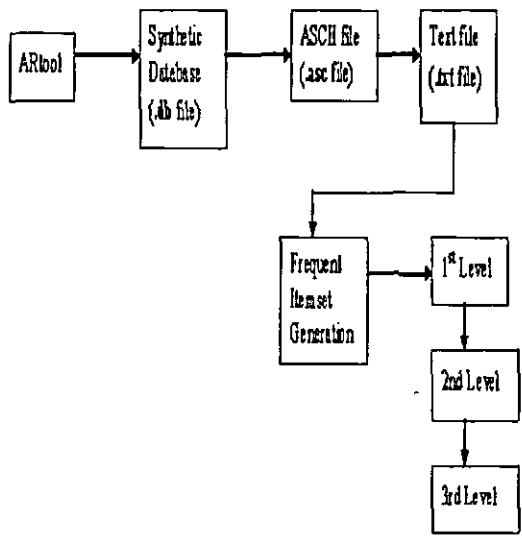 ARtool
Synthetic
Database
(.db file)
ASCH file
(.asc file)
Text file
(.txt file)
Frequent
Itemset
Generation
1st Level
2nd Level
3rd Level